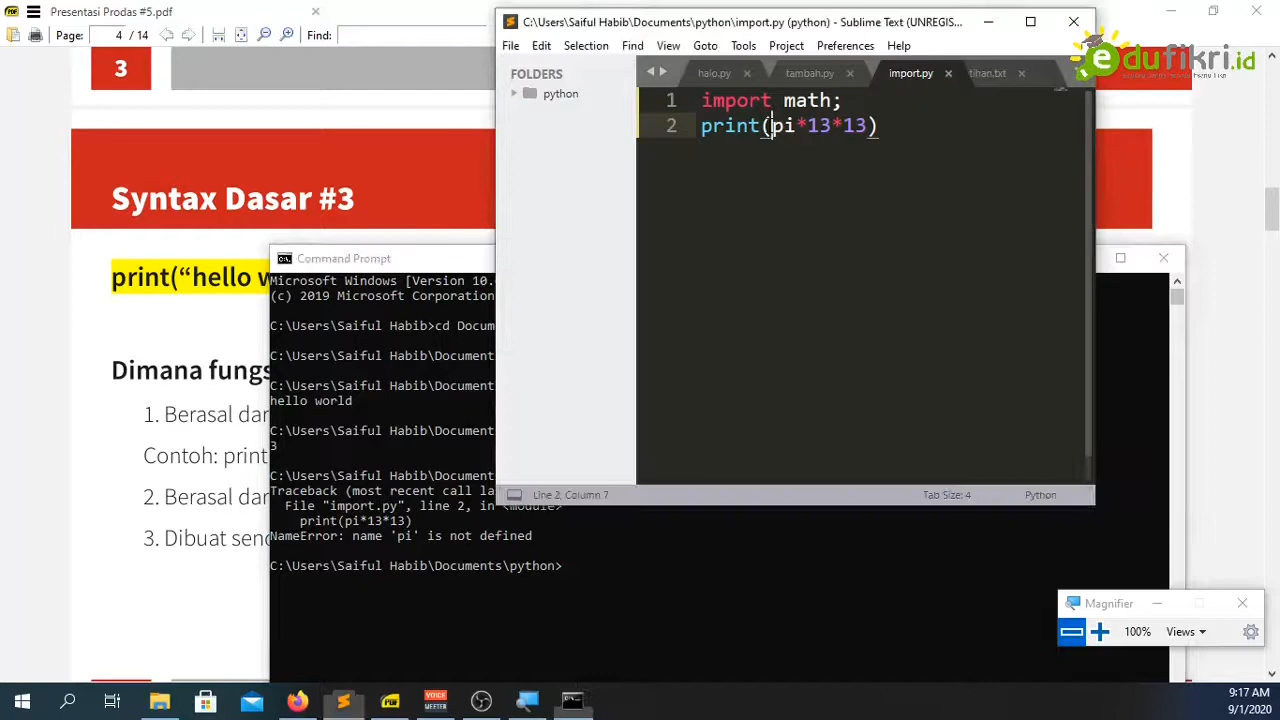 Presentasi Prodas #5.pdf
Page: 4 / 14 Find:
3
Syntax Dasar #3
print(“hello w
Dimana fungs
1. Berasal dar
Contoh: print
2. Berasal dar
3. Dibuat senc
C:\Users\Saiful Habib\Documents\python\import.py (python) - Sublime Text (UNREGIS...
File Edit Selection Find View Goto Tools Project Preferences Help
FOLDERS
python
halo.py tambah.py import.py tihan.txt
1 import math;
2 print(pi*13*13)
Line 2, Column 7 Tab Size: 4 Python
edufikri.id
Command Prompt
Microsoft Windows [Version 10.
(c) 2019 Microsoft Corporation
C:\Users\Saiful Habib>cd Docum
C:\Users\Saiful Habib\Document
C:\Users\Saiful Habib\Document
hello world
C:\Users\Saiful Habib\Document
3
C:\Users\Saiful Habib\Document
Traceback (most recent call la
File "import.py", line 2, in <module>
print(pi*13*13)
NameError: name 'pi' is not defined
C:\Users\Saiful Habib\Documents\python>
Magnifier
100% Views
VOICE
MEETER
9:17 AM
9/1/2020